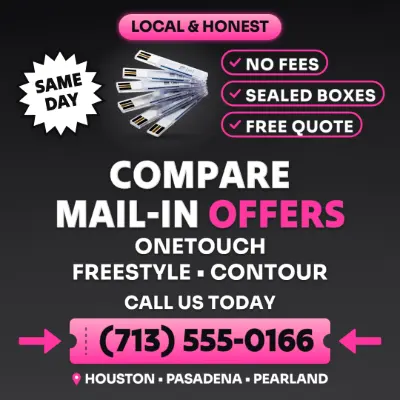 LOCAL & HONEST
SAME
DAY
NO FEES
SEALED BOXES
FREE QUOTE
COMPARE
MAIL-IN OFFERS
ONETOUCH
FREESTYLE ▪ CONTOUR
CALL US TODAY
(713) 555-0166
HOUSTON ▪ PASADENA ▪ PEARLAND